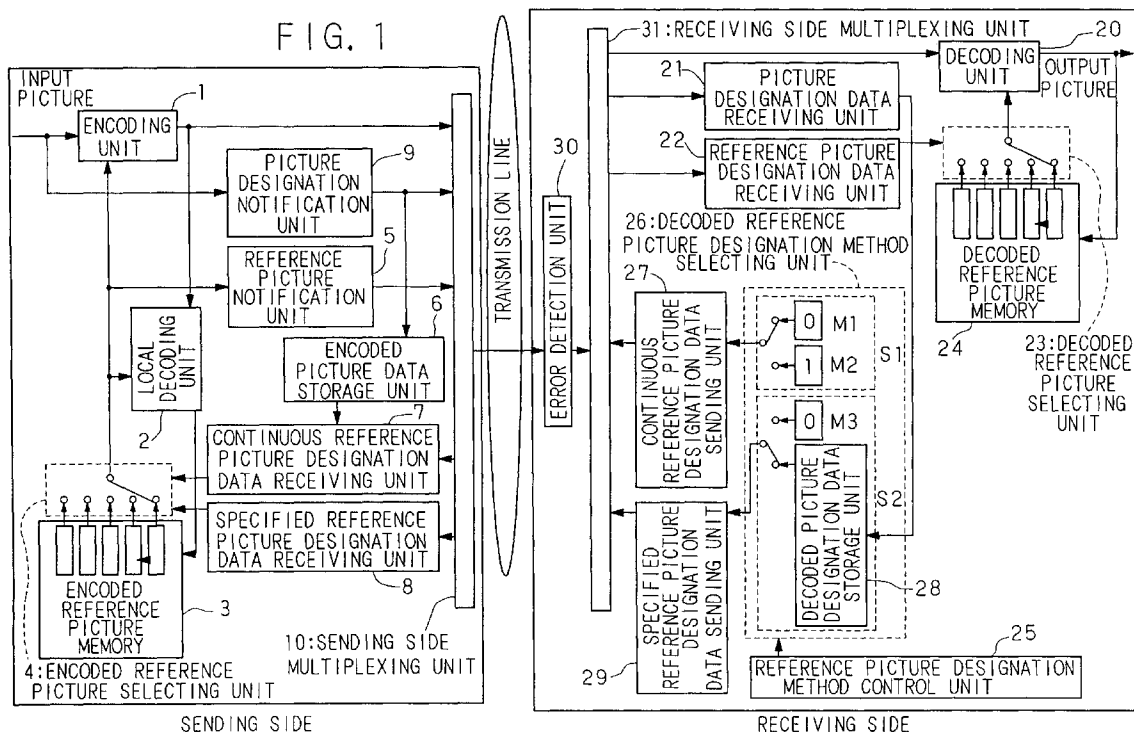 FIG. 1
INPUT
PICTURE
1
ENCODING
UNIT
PICTURE
DESIGNATION
NOTIFICATION
UNIT
9
REFERENCE
PICTURE
NOTIFICATION
UNIT
5
6
ENCODED
PICTURE DATA
STORAGE UNIT
LOCAL
DECODING
UNIT
2
7
CONTINUOUS REFERENCE
PICTURE DESIGNATION
DATA RECEIVING UNIT
SPECIFIED REFERENCE
PICTURE DESIGNATION
DATA RECEIVING UNIT
8
ENCODED
REFERENCE
PICTURE
MEMORY
3
4:ENCODED REFERENCE
PICTURE SELECTING UNIT
10:SENDING SIDE
MULTIPLEXING UNIT
SENDING SIDE
TRANSMISSION LINE
30
ERROR DETECTION UNIT
31:RECEIVING SIDE MULTIPLEXING UNIT
20
DECODING
UNIT
OUTPUT
PICTURE
21
PICTURE
DESIGNATION DATA
RECEIVING UNIT
22
REFERENCE PICTURE
DESIGNATION DATA
RECEIVING UNIT
26:DECODED REFERENCE
PICTURE DESIGNATION METHOD
SELECTING UNIT
27
CONTINUOUS
REFERENCE PICTURE
DESIGNATION DATA
SENDING UNIT
0 M1
S1
1 M2
0 M3
S2
DECODED PICTURE
DESIGNATION DATA
STORAGE UNIT
28
DECODED
REFERENCE
PICTURE
MEMORY
24
23:DECODED
REFERENCE
PICTURE
SELECTING
UNIT
SPECIFIED
REFERENCE PICTURE
DESIGNATION
DATA SENDING UNIT
29
25
REFERENCE PICTURE DESIGNATION
METHOD CONTROL UNIT
RECEIVING SIDE